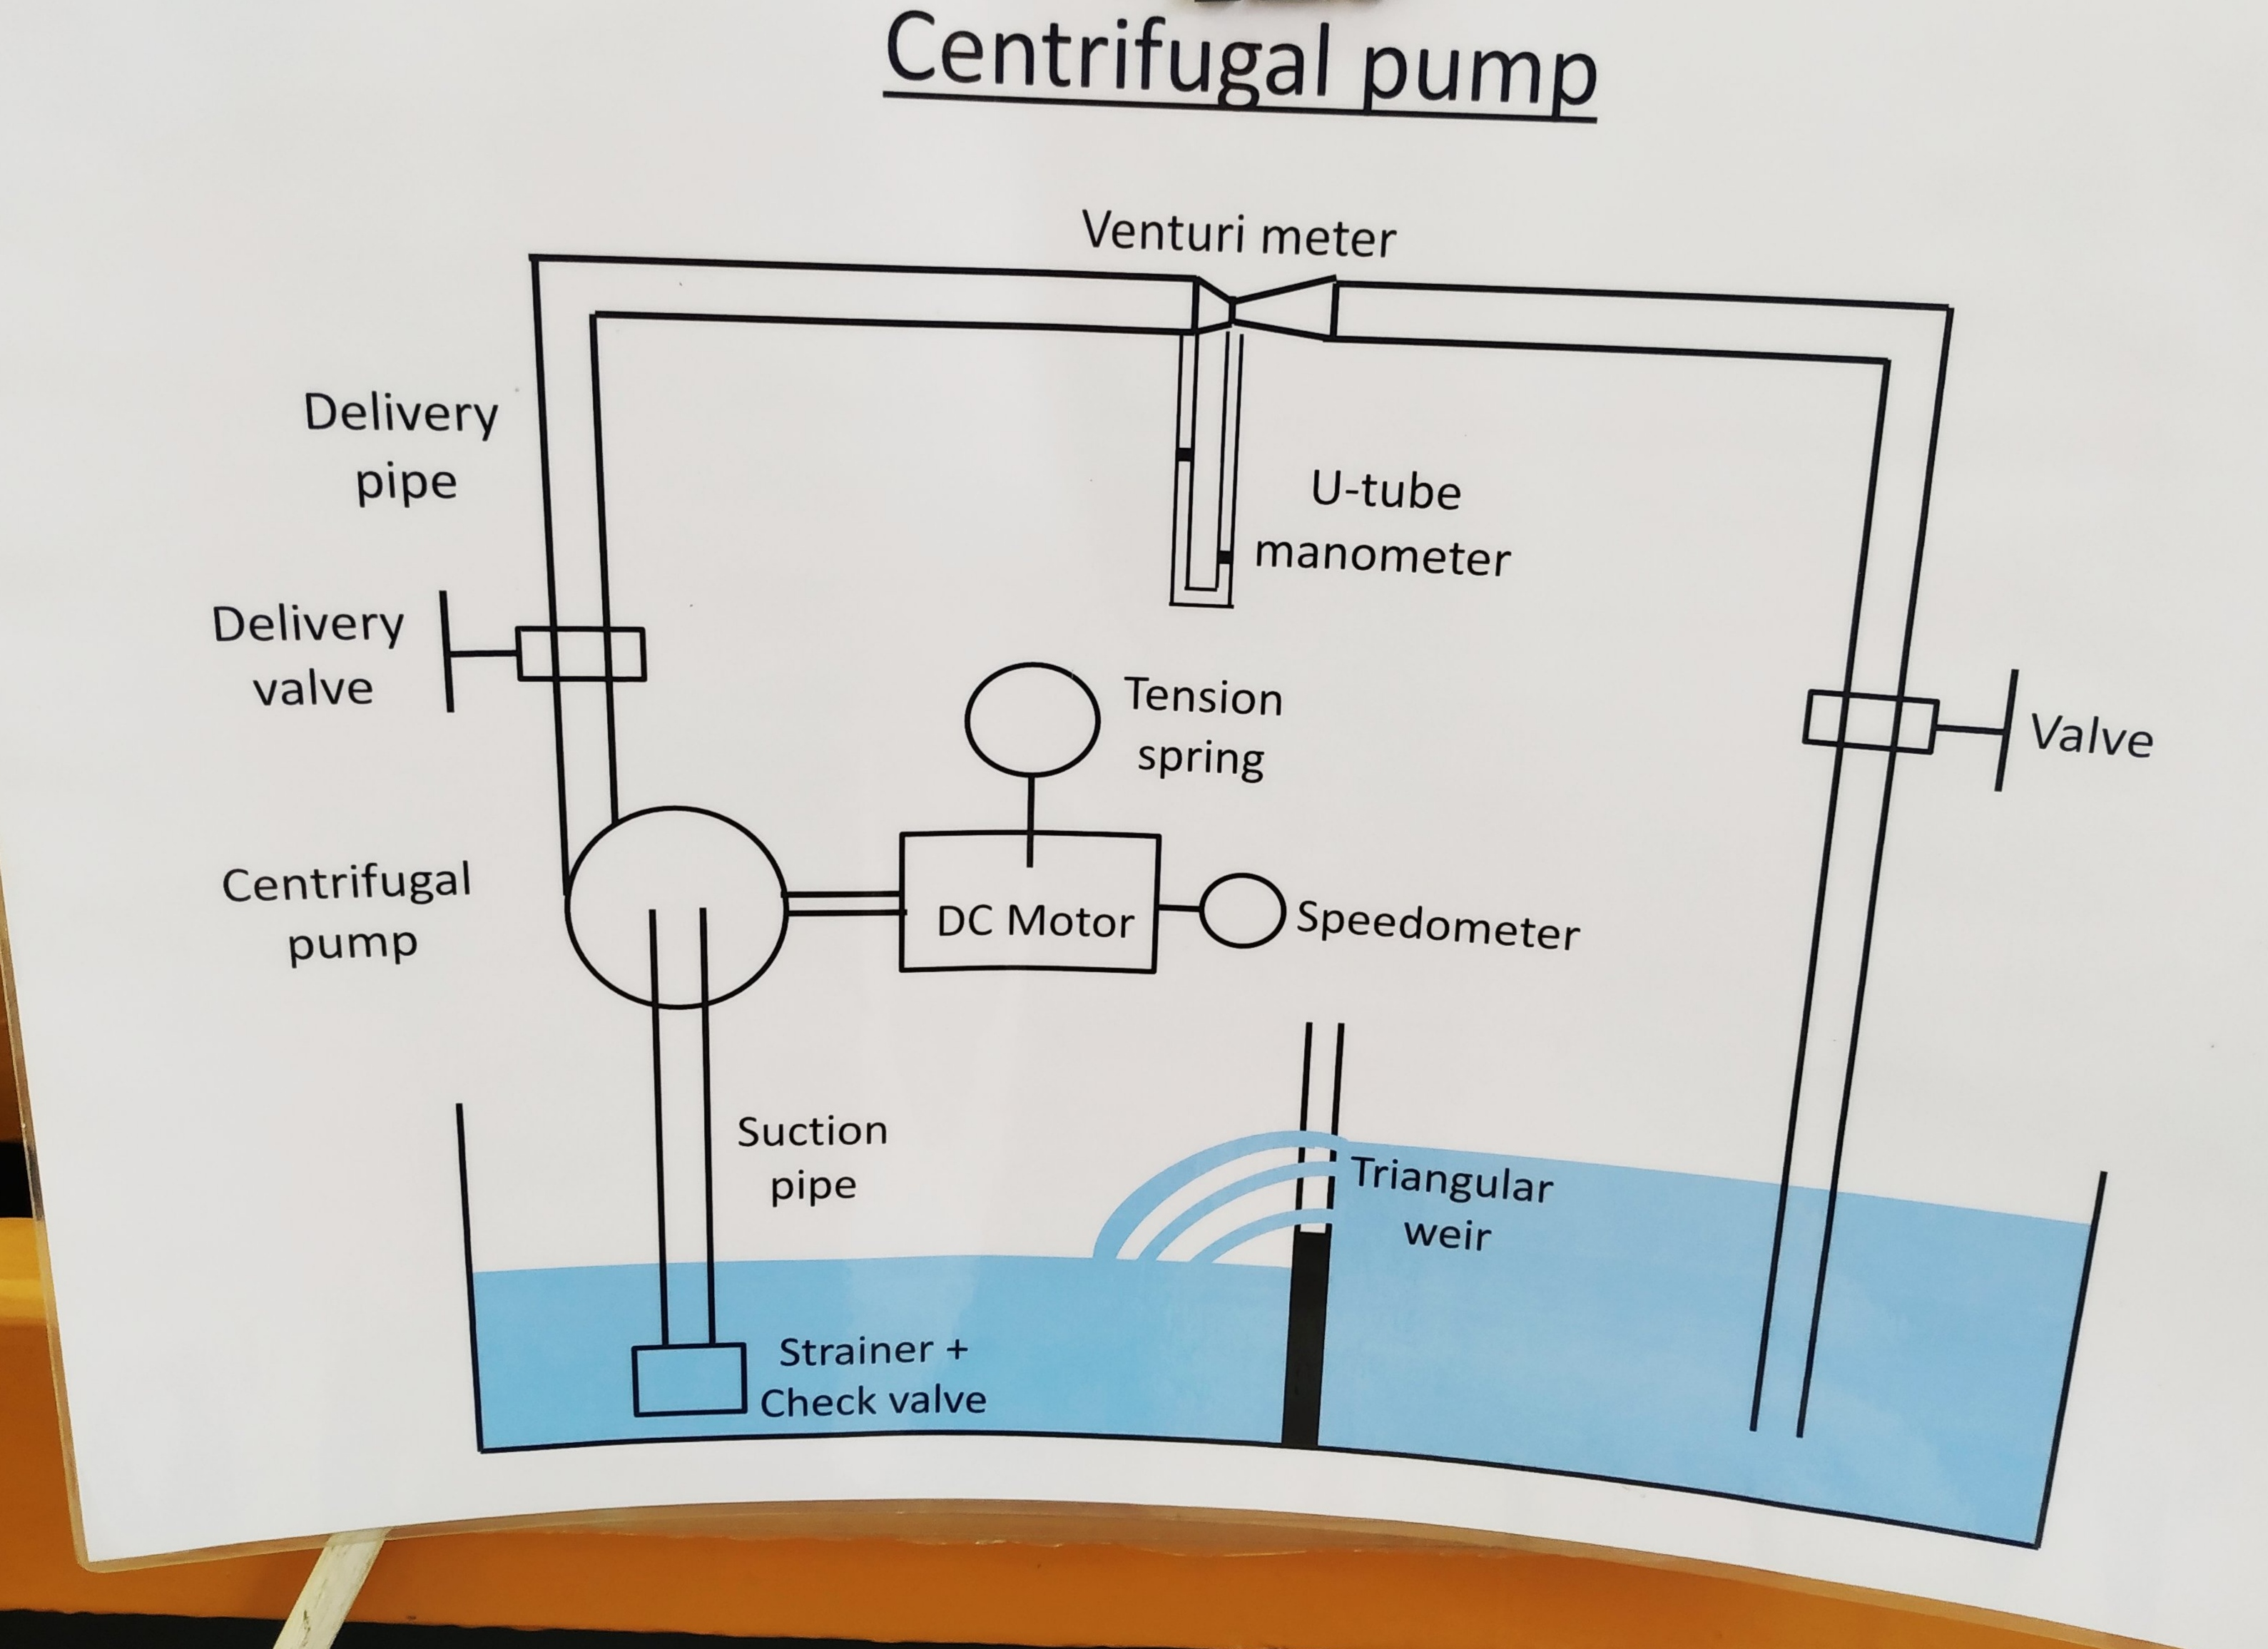 Centrifugal pump
Venturi meter
Delivery
pipe
U-tube
manometer
Delivery
valve
Tension
spring
Valve
Centrifugal
pump
DC Motor
Speedometer
Suction
pipe
Triangular
weir
Strainer +
Check valve